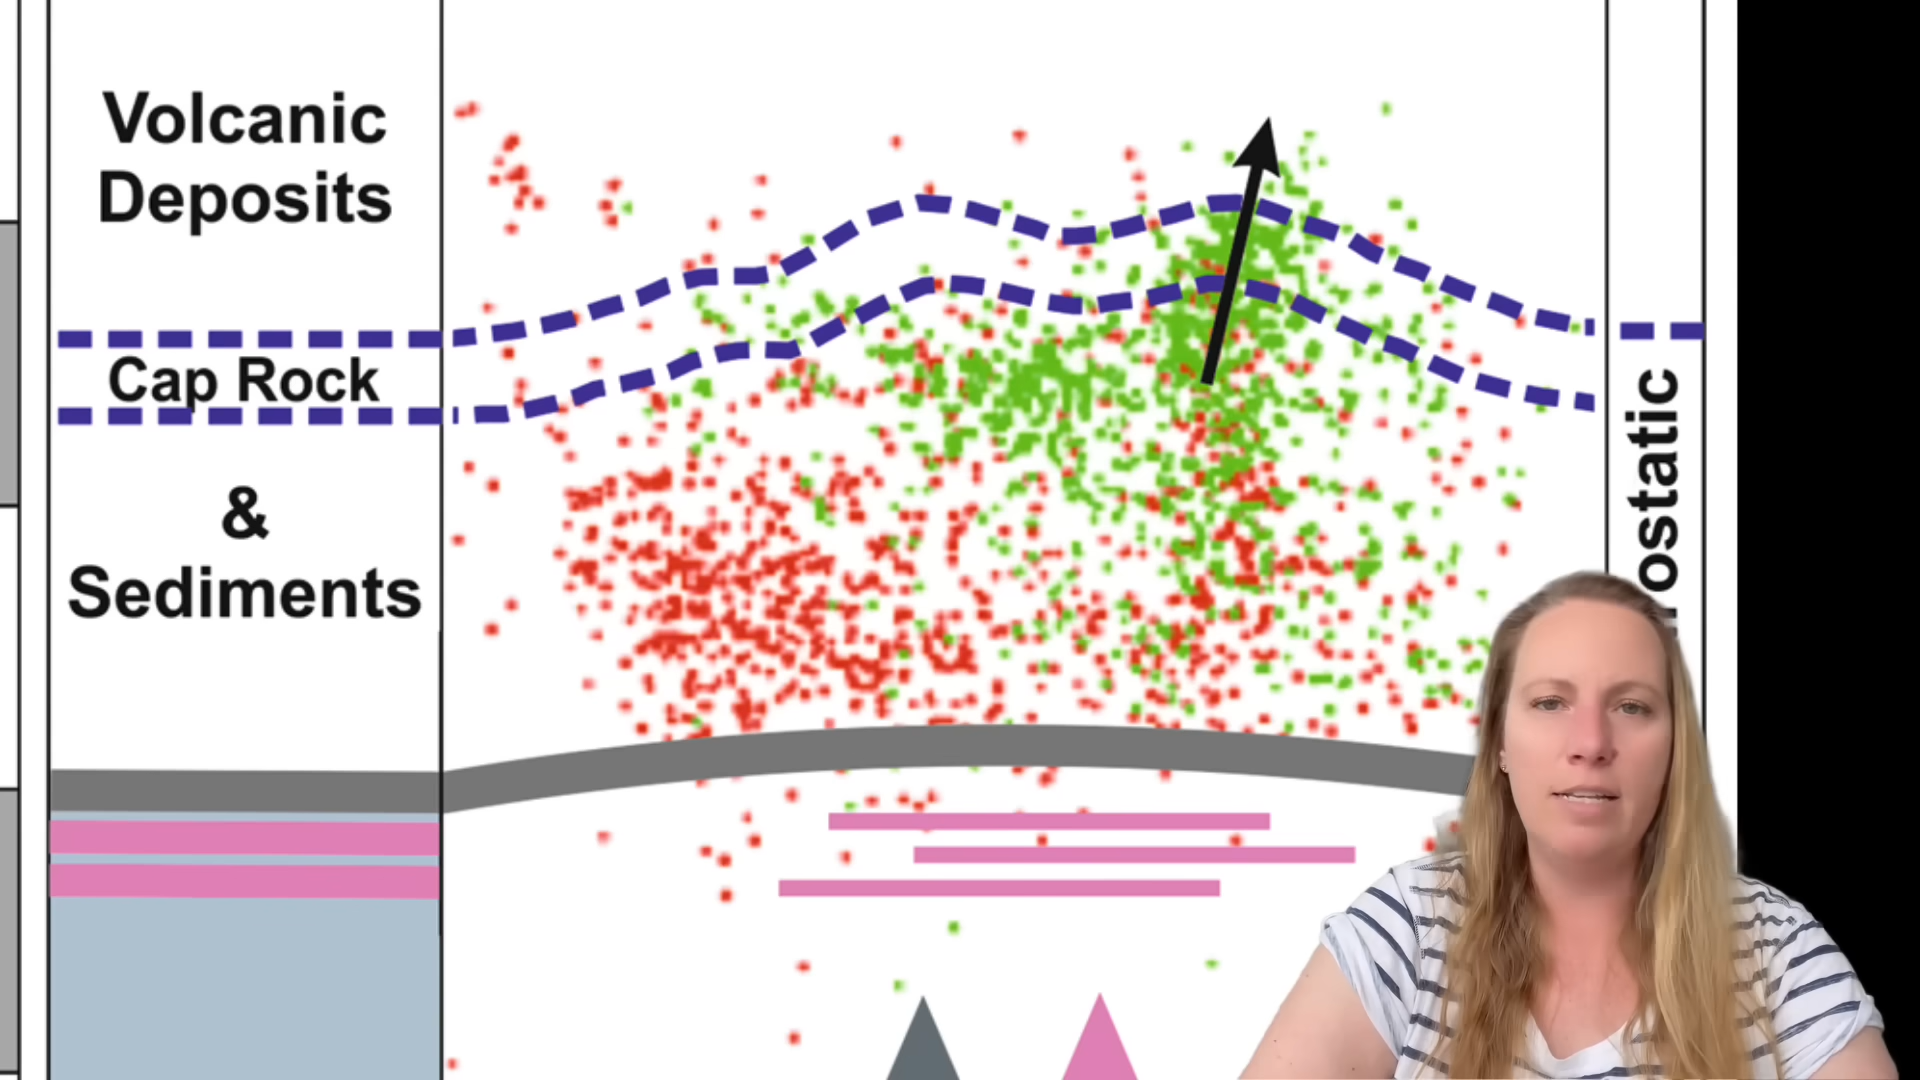 Volcanic
Deposits
Cap Rock
&
Sediments
ostatic